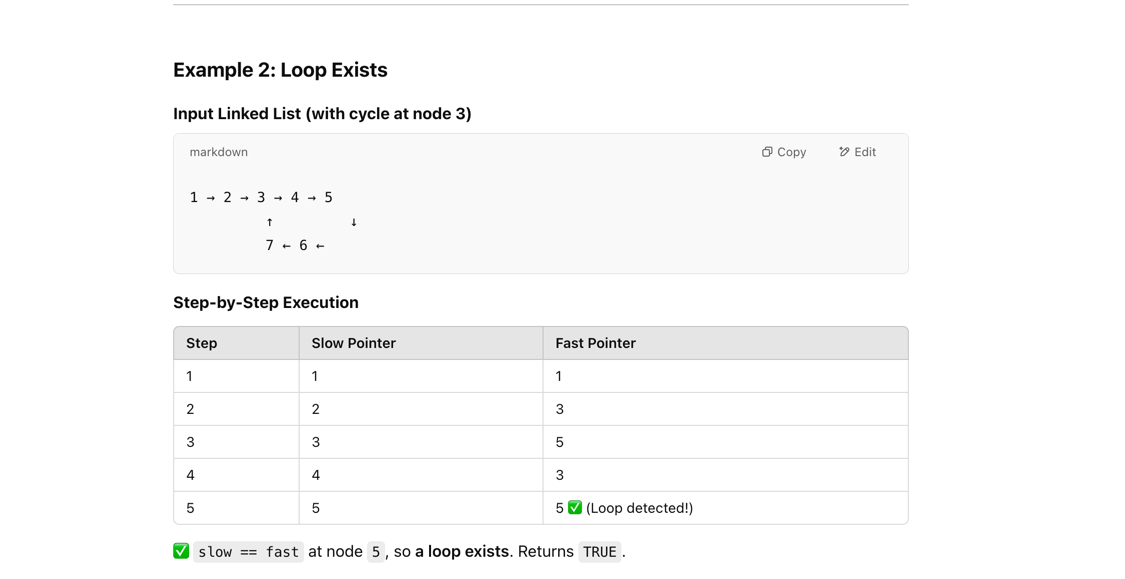 Example 2: Loop Exists
Input Linked List (with cycle at node 3)
markdown Copy Edit
1 → 2 → 3 → 4 → 5
↑ ↓
7 ← 6 ←
Step-by-Step Execution
Step Slow Pointer Fast Pointer
1 1 1
2 2 3
3 3 5
4 4 3
5 5 5 ✅ (Loop detected!)
✅ slow == fast at node 5, so a loop exists. Returns TRUE.